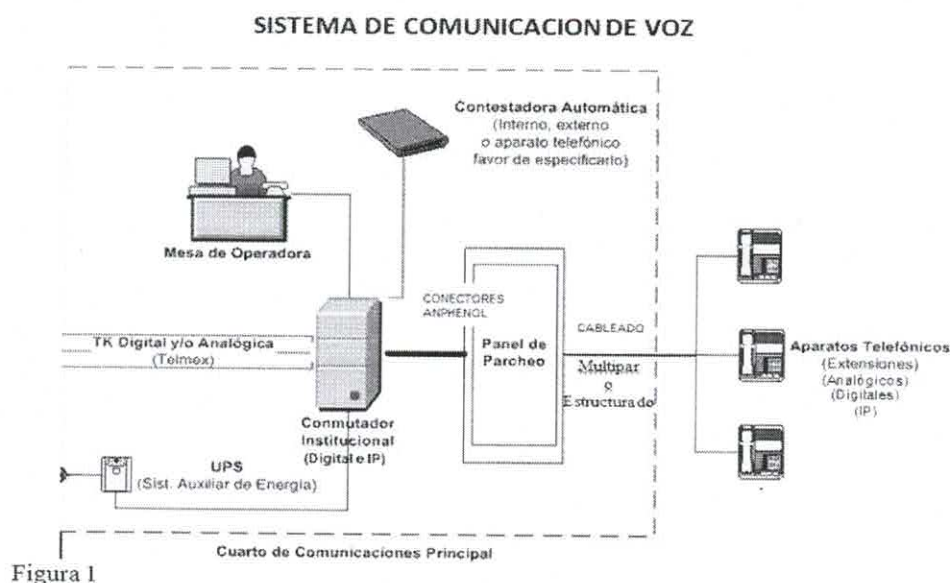 SISTEMA DE COMUNICACION DE VOZ
Contestadora Automática
(Interno, externo
o aparato telefónico
favor de especificarlo)
Mesa de Operadora
CONECTORES
ANPHENOL
CABLEADO
TK Digital y/o Analógica
(Telmex)
Panel de
Parcheo
Multipar
o
Estructurado
Aparatos Telefónicos
(Extensiones)
(Analógicos)
(Digitales)
(IP)
Conmutador
Institucional
(Digital e IP)
UPS
(Sist. Auxiliar de Energía)
Cuarto de Comunicaciones Principal
Figura 1